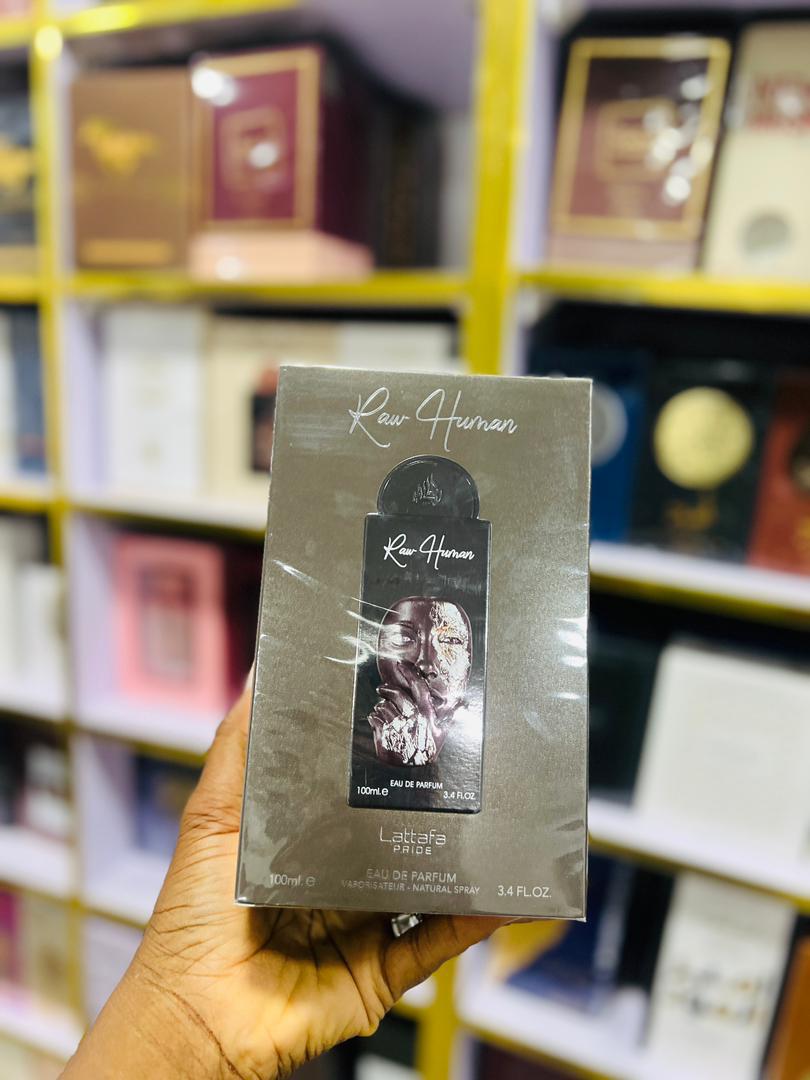 Raw Human
Raw Human
EAU DE PARFUM
100ml.e 3.4 FL.OZ.
Lattafa
PRIDE
EAU DE PARFUM
100ml. e VAPORISATEUR - NATURAL SPRAY 3.4 FL.OZ.